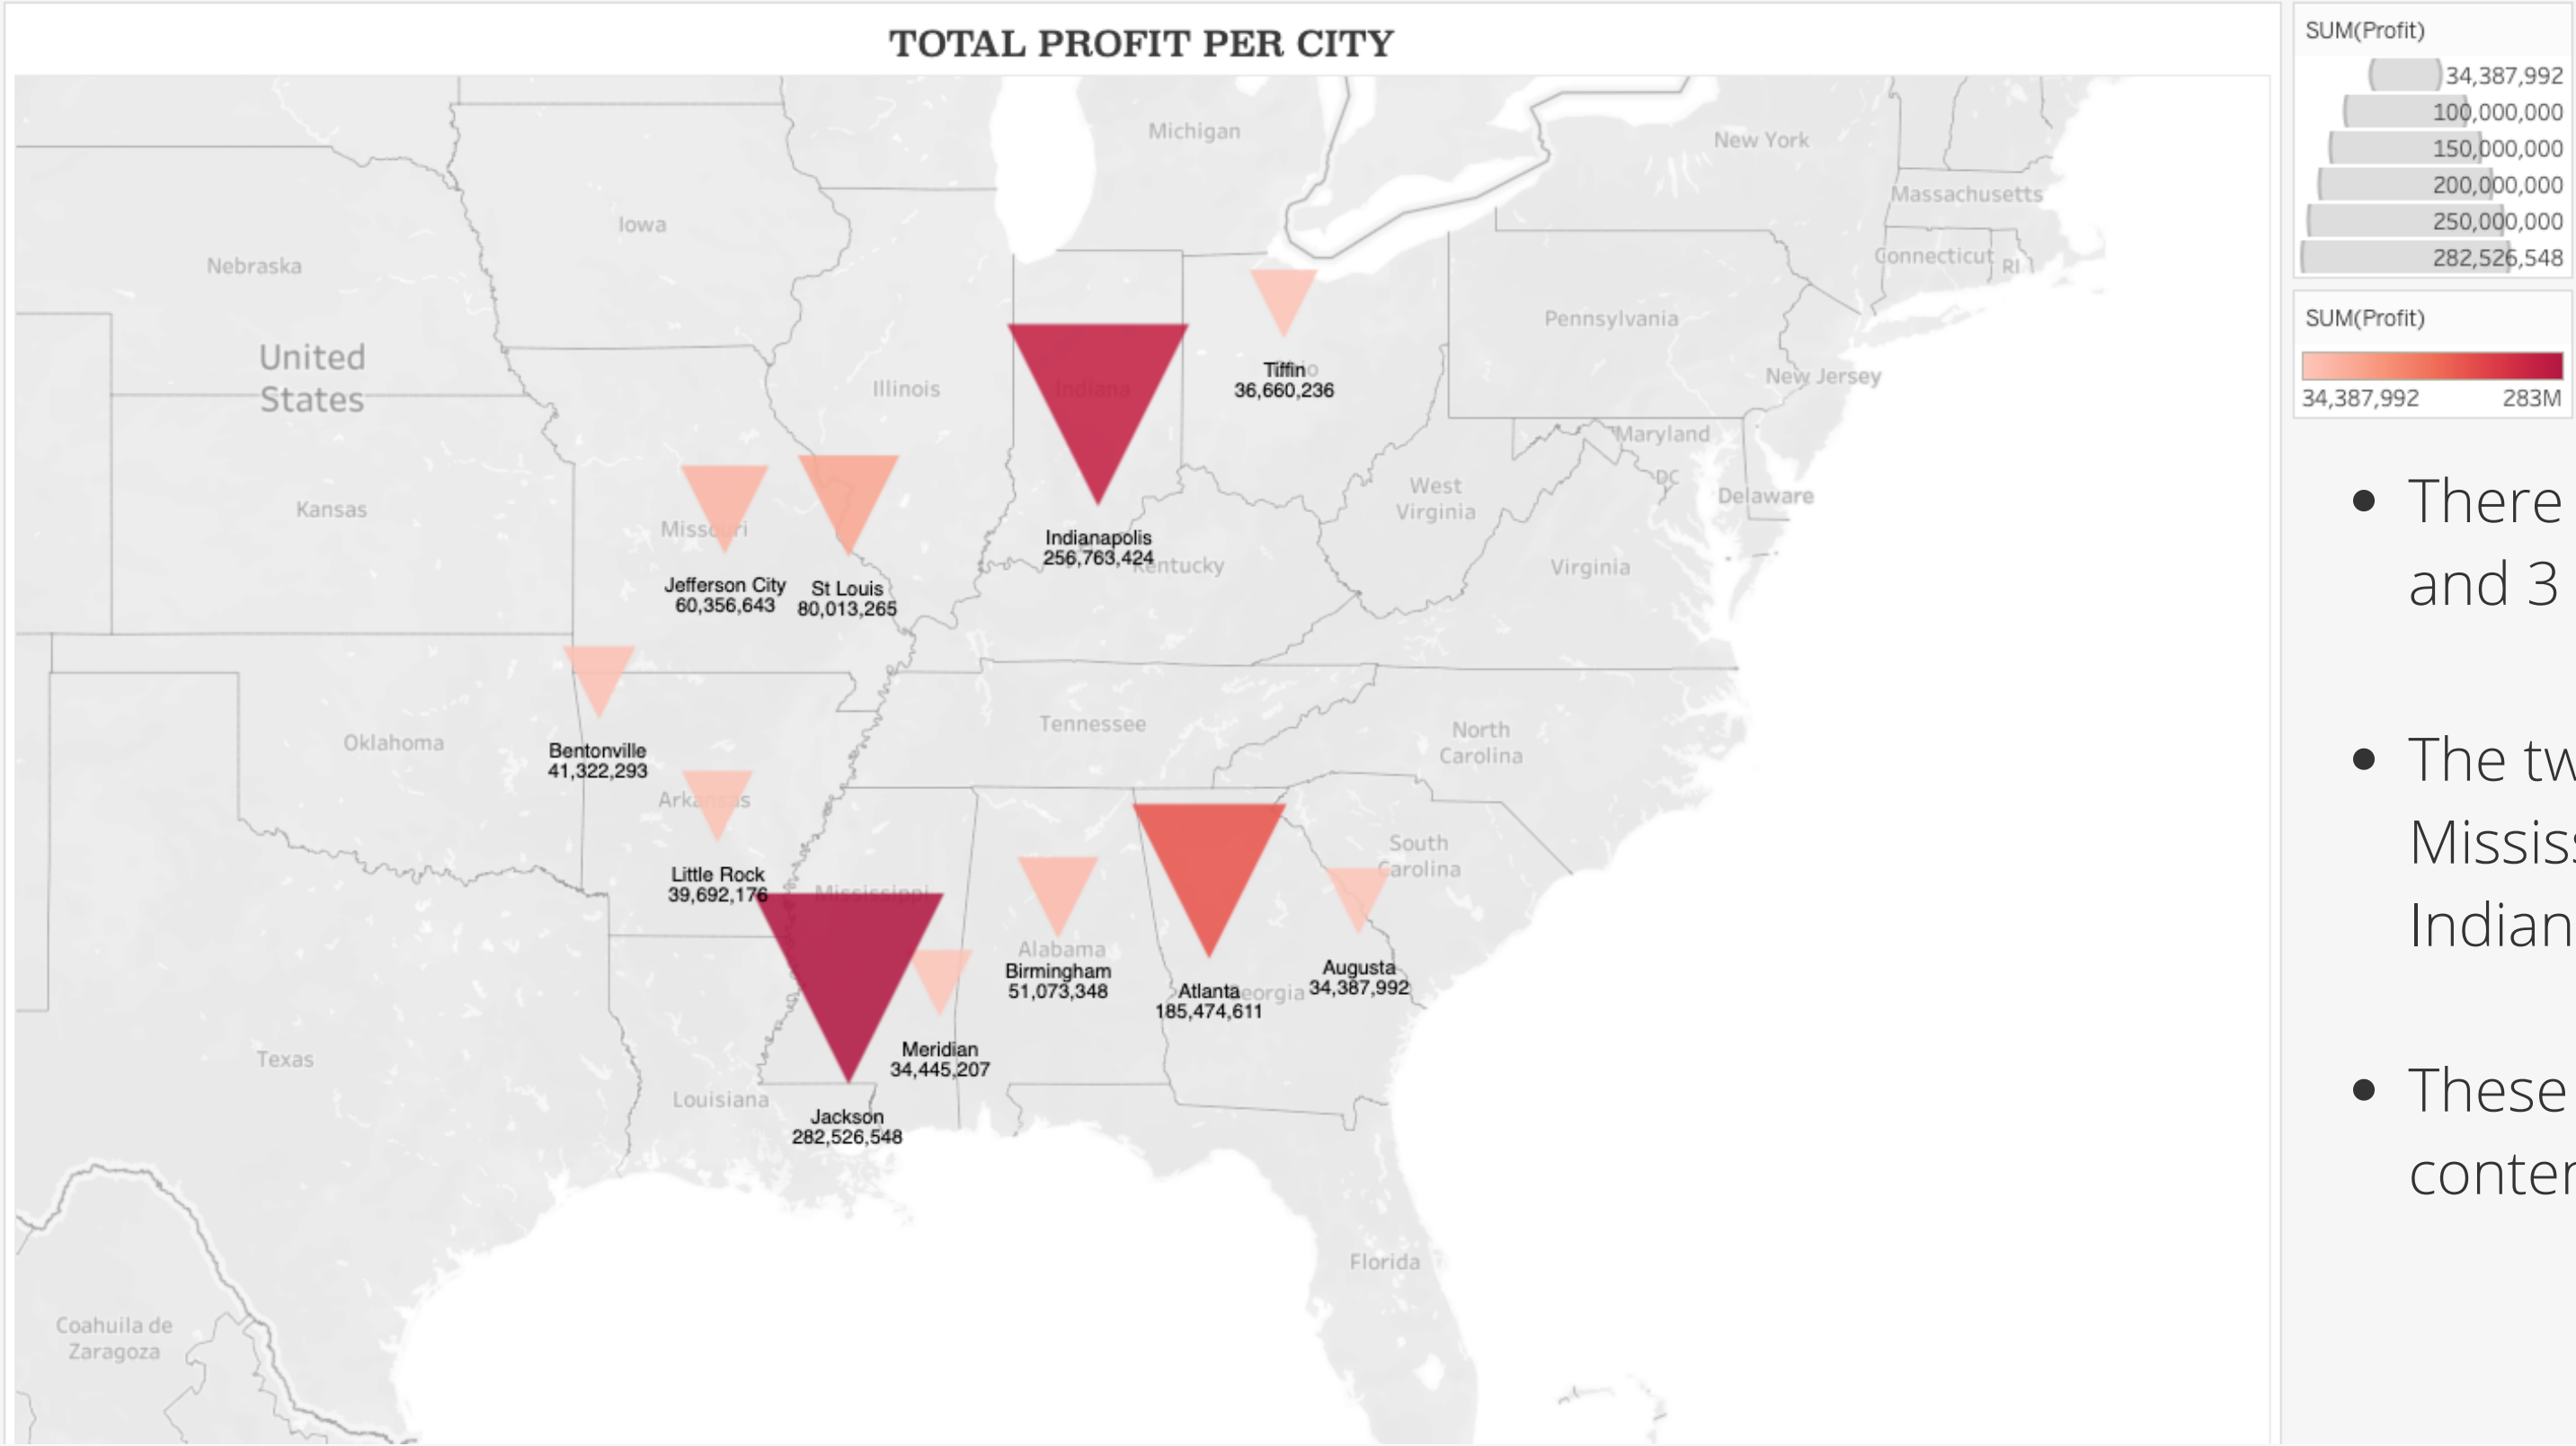 TOTAL PROFIT PER CITY
Michigan
New York
Massachusetts
Iowa
Connecticut
RI
Nebraska
Pennsylvania
United
States
Tiffin
36,660,236
New Jersey
Illinois
Indiana
Maryland
DC
Delaware
West
Virginia
Kansas
Missouri
Indianapolis
256,763,424
Kentucky
Virginia
Jefferson City
60,356,643
St Louis
80,013,265
Tennessee
North
Carolina
Oklahoma
Bentonville
41,322,293
Arkansas
South
Carolina
Little Rock
39,692,176
Mississippi
Alabama
Birmingham
51,073,348
Atlanta
185,474,611
Georgia
Augusta
34,387,992
Meridian
34,445,207
Texas
Louisiana
Jackson
282,526,548
Florida
Coahuila de
Zaragoza
SUM(Profit)
34,387,992
100,000,000
150,000,000
200,000,000
250,000,000
282,526,548
SUM(Profit)
34,387,992 283M
• There
and 3
• The tw
Missis
Indian
• These
conter